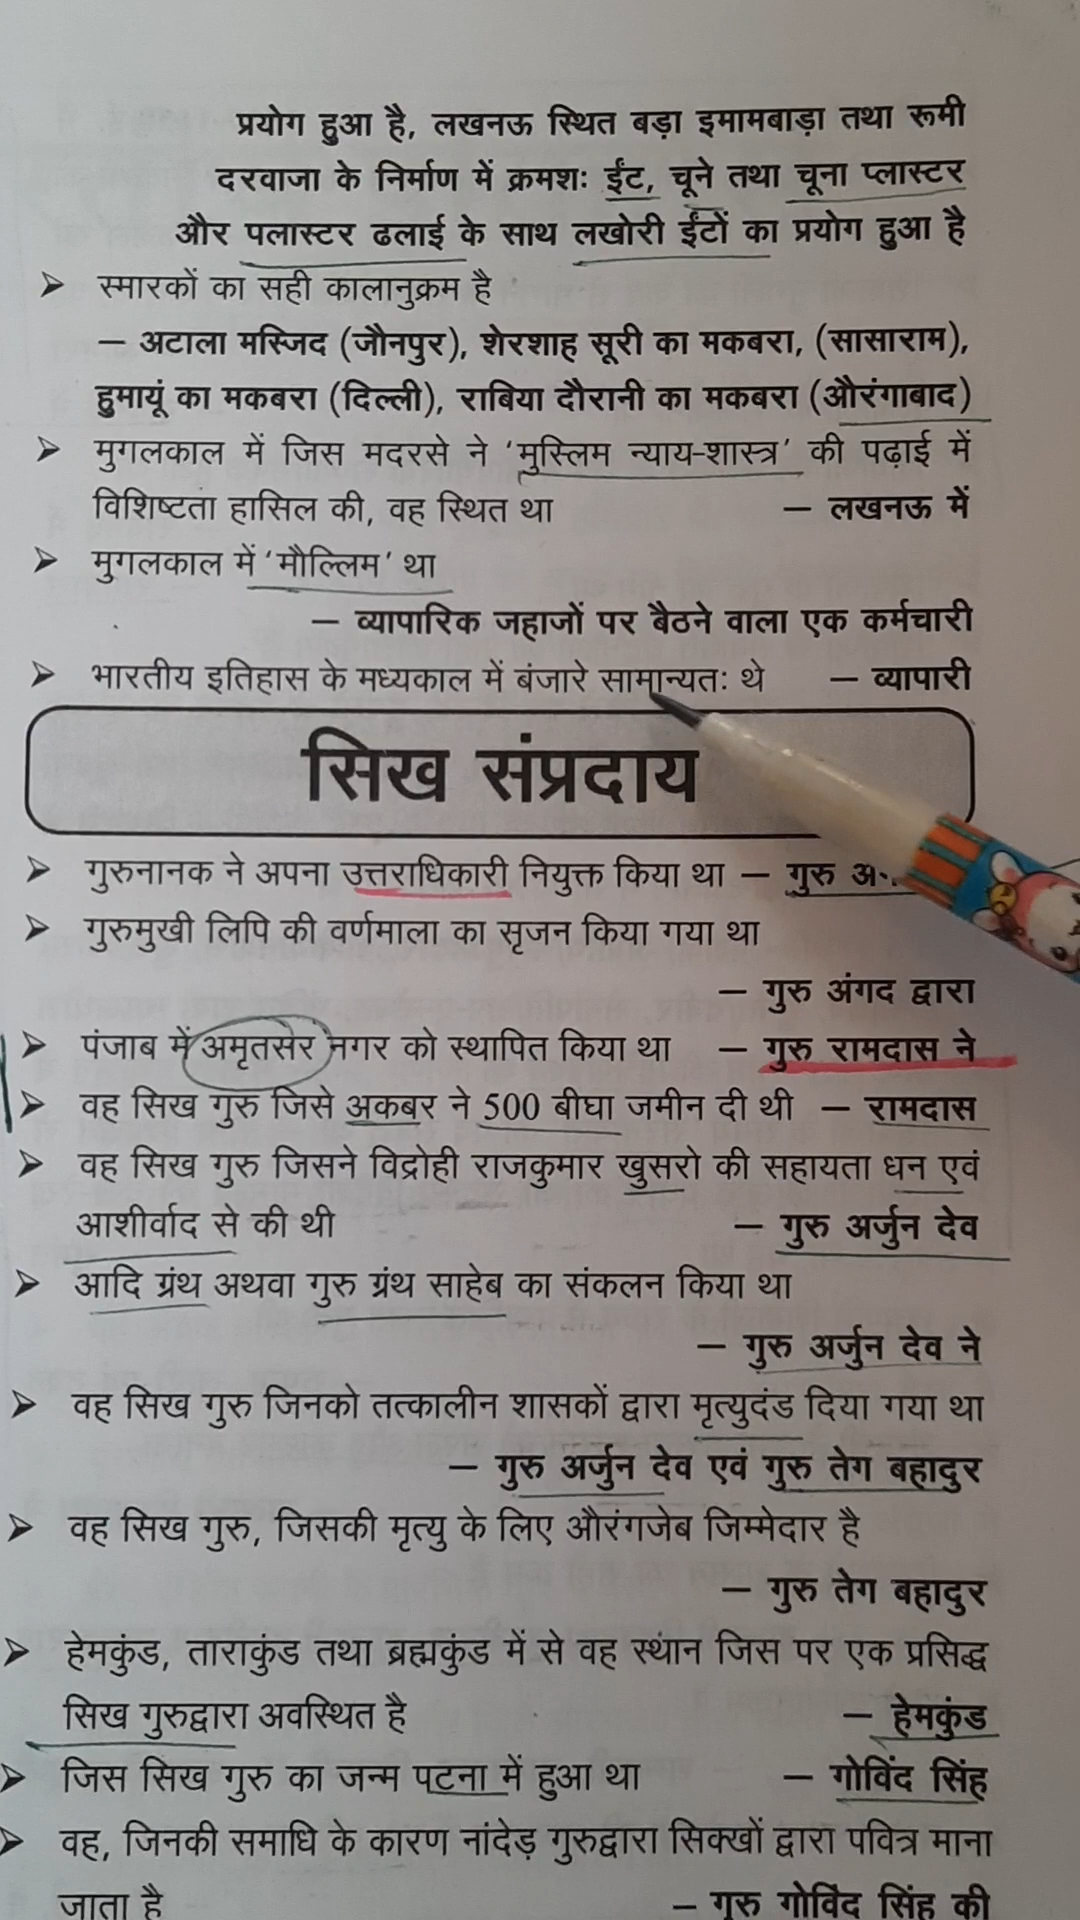 प्रयोग हुआ है, लखनऊ स्थित बड़ा इमामबाड़ा तथा रूमी
दरवाजा के निर्माण में क्रमशः ईंट, चूने तथा चूना प्लास्टर
और पलास्टर ढलाई के साथ लखोरी ईंटों का प्रयोग हुआ है
➢ स्मारकों का सही कालानुक्रम है
– अटाला मस्जिद (जौनपुर), शेरशाह सूरी का मकबरा, (सासाराम),
हुमायूं का मकबरा (दिल्ली), राबिया दौरानी का मकबरा (औरंगाबाद)
➢ मुगलकाल में जिस मदरसे ने ‘मुस्लिम न्याय-शास्त्र’ की पढ़ाई में
विशिष्टता हासिल की, वह स्थित था – लखनऊ में
➢ मुगलकाल में ‘मौल्लिम’ था
– व्यापारिक जहाजों पर बैठने वाला एक कर्मचारी
➢ भारतीय इतिहास के मध्यकाल में बंजारे सामान्यतः थे – व्यापारी
सिख संप्रदाय
➢ गुरुनानक ने अपना उत्तराधिकारी नियुक्त किया था – गुरु
➢ गुरुमुखी लिपि की वर्णमाला का सृजन किया गया था
– गुरु अंगद द्वारा
➢ पंजाब में अमृतसर नगर को स्थापित किया था – गुरु रामदास ने
➢ वह सिख गुरु जिसे अकबर ने 500 बीघा जमीन दी थी – रामदास
➢ वह सिख गुरु जिसने विद्रोही राजकुमार खुसरो की सहायता धन एवं
आशीर्वाद से की थी – गुरु अर्जुन देव
➢ आदि ग्रंथ अथवा गुरु ग्रंथ साहेब का संकलन किया था
– गुरु अर्जुन देव ने
➢ वह सिख गुरु जिनको तत्कालीन शासकों द्वारा मृत्युदंड दिया गया था
– गुरु अर्जुन देव एवं गुरु तेग बहादुर
➢ वह सिख गुरु, जिसकी मृत्यु के लिए औरंगजेब जिम्मेदार है
– गुरु तेग बहादुर
➢ हेमकुंड, ताराकुंड तथा ब्रह्मकुंड में से वह स्थान जिस पर एक प्रसिद्ध
सिख गुरुद्वारा अवस्थित है – हेमकुंड
➢ जिस सिख गुरु का जन्म पटना में हुआ था – गोविंद सिंह
➢ वह, जिनकी समाधि के कारण नांदेड़ गुरुद्वारा सिक्खों द्वारा पवित्र माना
जाता है – गुरु गोविंद सिंह की